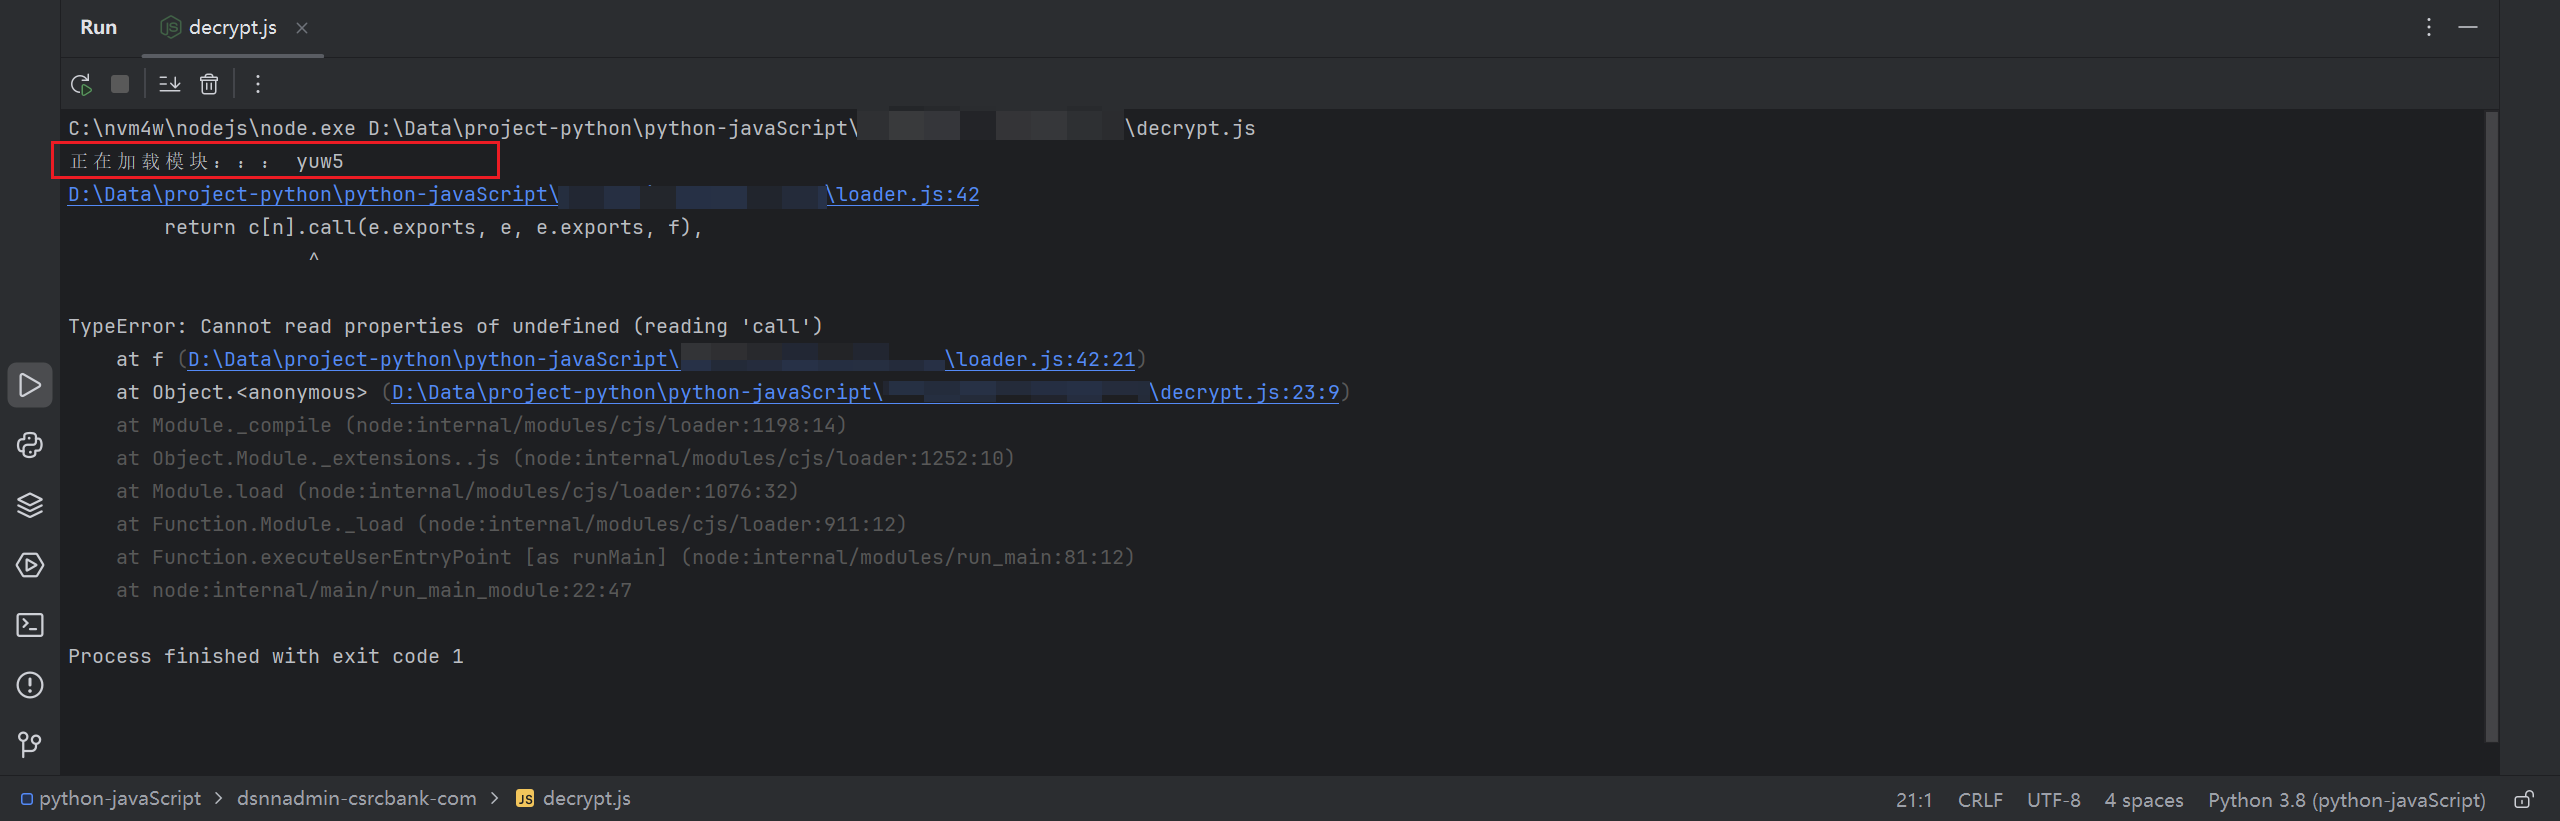 Run decrypt.js
C:\nvm4w\nodejs\node.exe D:\Data\project-python\python-javaScript\ \decrypt.js
正在加载模块：：： yuw5
D:\Data\project-python\python-javaScript\ \loader.js:42
return c[n].call(e.exports, e, e.exports, f),
^
TypeError: Cannot read properties of undefined (reading 'call')
at f (D:\Data\project-python\python-javaScript\ \loader.js:42:21)
at Object.<anonymous> (D:\Data\project-python\python-javaScript\ \decrypt.js:23:9)
at Module._compile (node:internal/modules/cjs/loader:1198:14)
at Object.Module._extensions..js (node:internal/modules/cjs/loader:1252:10)
at Module.load (node:internal/modules/cjs/loader:1076:32)
at Function.Module._load (node:internal/modules/cjs/loader:911:12)
at Function.executeUserEntryPoint [as runMain] (node:internal/modules/run_main:81:12)
at node:internal/main/run_main_module:22:47
Process finished with exit code 1
python-javaScript > dsnnadmin-csrcbank-com > JS decrypt.js 21:1 CRLF UTF-8 4 spaces Python 3.8 (python-javaScript)